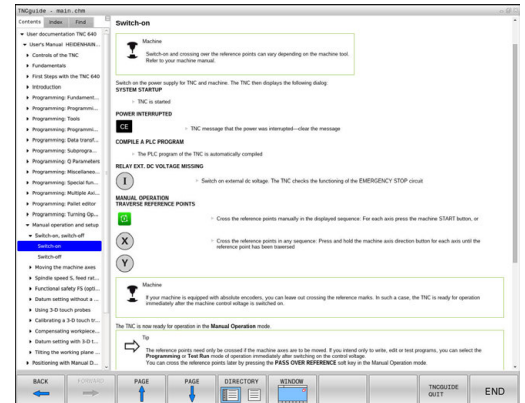 TNCguide - main.chm
Contents Index Find
User documentation TNC 640
User's Manual HEIDENHAIN...
Controls of the TNC
Fundamentals
First Steps with the TNC 640
Introduction
Programming: Fundament...
Programming: Programmi...
Programming: Tools
Programming: Programmi...
Programming: Data transf...
Programming: Subprogra...
Programming: Q Parameters
Programming: Miscellaneo...
Programming: Special fun...
Programming: Multiple Axi...
Programming: Pallet editor
Programming: Turning Op...
Manual operation and setup
Switch-on, switch-off
Switch-on
Switch-off
Moving the machine axes
Spindle speed S, feed rat...
Functional safety FS (opti...
Datum setting without a ...
Using 3-D touch probes
Calibrating a 3-D touch tr...
Compensating workpiece...
Datum setting with 3-D t...
Tilting the working plane ...
Positioning with Manual D...
Switch-on
Machine
Switch-on and crossing over the reference points can vary depending on the machine tool.
Refer to your machine manual.
Switch on the power supply for TNC and machine. The TNC then displays the following dialog:
SYSTEM STARTUP
TNC is started
POWER INTERRUPTED
CE
TNC message that the power was interrupted—clear the message
COMPILE A PLC PROGRAM
The PLC program of the TNC is automatically compiled
RELAY EXT. DC VOLTAGE MISSING
I
Switch on external dc voltage. The TNC checks the functioning of the EMERGENCY STOP circuit
MANUAL OPERATION
TRAVERSE REFERENCE POINTS
Cross the reference points manually in the displayed sequence: For each axis press the machine START button, or
X
Cross the reference points in any sequence: Press and hold the machine axis direction button for each axis until the
reference point has been traversed
Y
Machine
If your machine is equipped with absolute encoders, you can leave out crossing the reference marks. In such a case, the TNC is ready for operation
immediately after the machine control voltage is switched on.
The TNC is now ready for operation in the Manual Operation mode.
Tip
The reference points need only be crossed if the machine axes are to be moved. If you intend only to write, edit or test programs, you can select the
Programming or Test Run mode of operation immediately after switching on the control voltage.
You can cross the reference points later by pressing the PASS OVER REFERENCE soft key in the Manual Operation mode.
BACK FORWARD PAGE PAGE DIRECTORY WINDOW TNCGUIDE QUIT END